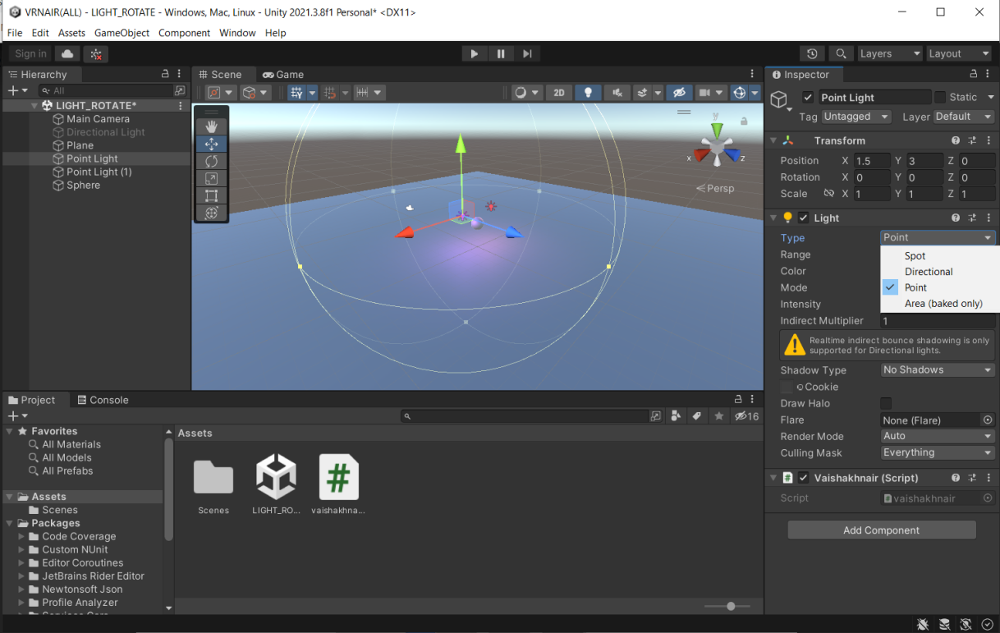 VRNAIR(ALL) - LIGHT_ROTATE - Windows, Mac, Linux - Unity 2021.3.8f1 Personal* <DX11>
File Edit Assets GameObject Component Window Help
Sign in
Layers Layout
Hierarchy
All
LIGHT_ROTATE*
Main Camera
Directional Light
Plane
Point Light
Point Light (1)
Sphere
Scene Game
2D
y
x z
Persp
Inspector
Point Light Static
Tag Untagged Layer Default
Transform
Position X 1.5 Y 3 Z 0
Rotation X 0 Y 0 Z 0
Scale X 1 Y 1 Z 1
Light
Type Point
Range
Color
Mode
Intensity
Spot
Directional
Point
Area (baked only)
Indirect Multiplier 1
Realtime indirect bounce shadowing is only
supported for Directional lights.
Shadow Type No Shadows
Cookie
Draw Halo
Flare None (Flare)
Render Mode Auto
Culling Mask Everything
Vaishakhnair (Script)
Script vaishakhnair
Add Component
Project Console
16
Favorites
All Materials
All Models
All Prefabs
Assets
Scenes
Packages
Code Coverage
Custom NUnit
Editor Coroutines
JetBrains Rider Editor
Newtonsoft Json
Profile Analyzer
Assets
Scenes LIGHT_RO... vaishakhna...